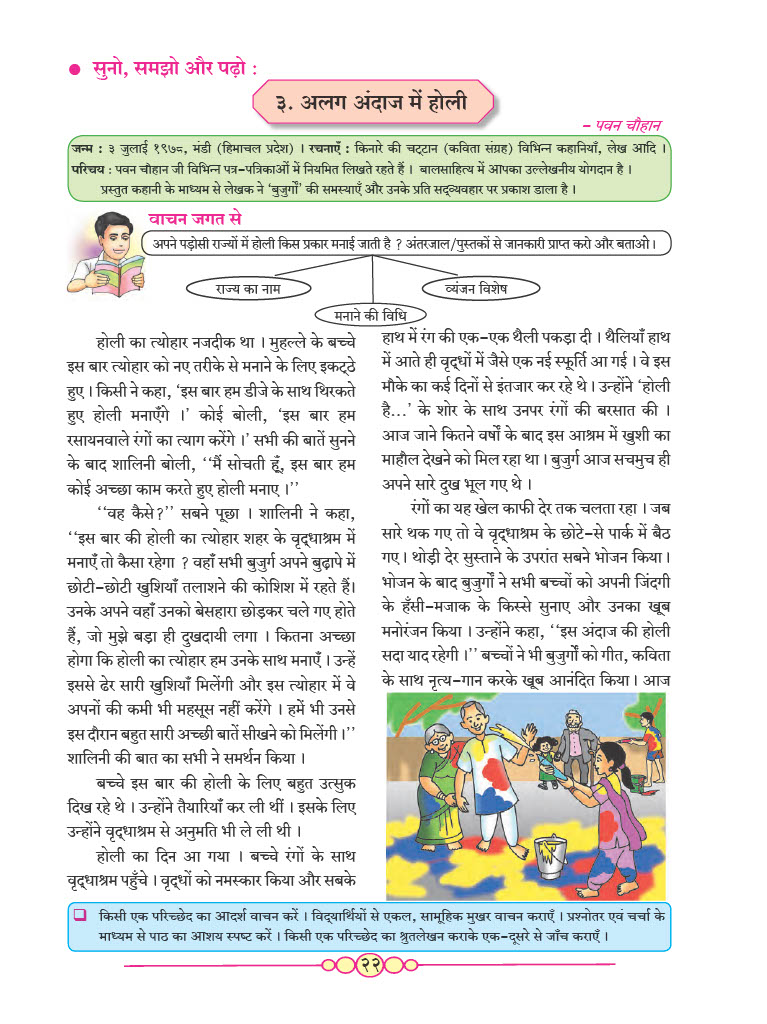 ● सुनो, समझो और पढ़ो :
३. अलग अंदाज में होली
– पवन चौहान
जन्म : ३ जुलाई १९७८, मंडी (हिमाचल प्रदेश) । रचनाएँ : किनारे की चट्टान (कविता संग्रह) विभिन्न कहानियाँ, लेख आदि ।
परिचय : पवन चौहान जी विभिन्न पत्र-पत्रिकाओं में नियमित लिखते रहते हैं । बालसाहित्य में आपका उल्लेखनीय योगदान है ।
प्रस्तुत कहानी के माध्यम से लेखक ने ‘बुजुर्गों’ की समस्याएँ और उनके प्रति सद्व्यवहार पर प्रकाश डाला है ।
वाचन जगत से
अपने पड़ोसी राज्यों में होली किस प्रकार मनाई जाती है ? अंतरजाल/पुस्तकों से जानकारी प्राप्त करो और बताओ ।
राज्य का नाम
व्यंजन विशेष
मनाने की विधि
होली का त्योहार नजदीक था । मुहल्ले के बच्चे
इस बार त्योहार को नए तरीके से मनाने के लिए इकट्ठे
हुए । किसी ने कहा, ‘इस बार हम डीजे के साथ थिरकते
हुए होली मनाएँगे ।’ कोई बोली, ‘इस बार हम
रसायनवाले रंगों का त्याग करेंगे ।’ सभी की बातें सुनने
के बाद शालिनी बोली, ‘‘मैं सोचती हूँ, इस बार हम
कोई अच्छा काम करते हुए होली मनाए ।’’
‘‘वह कैसे?’’ सबने पूछा । शालिनी ने कहा,
‘‘इस बार की होली का त्योहार शहर के वृद्धाश्रम में
मनाएँ तो कैसा रहेगा ? वहाँ सभी बुजुर्ग अपने बुढ़ापे में
छोटी-छोटी खुशियाँ तलाशने की कोशिश में रहते हैं।
उनके अपने वहाँ उनको बेसहारा छोड़कर चले गए होते
हैं, जो मुझे बड़ा ही दुखदायी लगा । कितना अच्छा
होगा कि होली का त्योहार हम उनके साथ मनाएँ । उन्हें
इससे ढेर सारी खुशियाँ मिलेंगी और इस त्योहार में वे
अपनों की कमी भी महसूस नहीं करेंगे । हमें भी उनसे
इस दौरान बहुत सारी अच्छी बातें सीखने को मिलेंगी ।’’
शालिनी की बात का सभी ने समर्थन किया ।
बच्चे इस बार की होली के लिए बहुत उत्सुक
दिख रहे थे । उन्होंने तैयारियाँ कर ली थीं । इसके लिए
उन्होंने वृद्धाश्रम से अनुमति भी ले ली थी ।
होली का दिन आ गया । बच्चे रंगों के साथ
वृद्धाश्रम पहुँचे । वृद्धों को नमस्कार किया और सबके
हाथ में रंग की एक-एक थैली पकड़ा दी । थैलियाँ हाथ
में आते ही वृद्धों में जैसे एक नई स्फूर्ति आ गई । वे इस
मौके का कई दिनों से इंतजार कर रहे थे । उन्होंने ‘होली
है...’ के शोर के साथ उनपर रंगों की बरसात की ।
आज जाने कितने वर्षों के बाद इस आश्रम में खुशी का
माहौल देखने को मिल रहा था । बुजुर्ग आज सचमुच ही
अपने सारे दुख भूल गए थे ।
रंगों का यह खेल काफी देर तक चलता रहा । जब
सारे थक गए तो वे वृद्धाश्रम के छोटे-से पार्क में बैठ
गए । थोड़ी देर सुस्ताने के उपरांत सबने भोजन किया ।
भोजन के बाद बुजुर्गों ने सभी बच्चों को अपनी जिंदगी
के हँसी-मजाक के किस्से सुनाए और उनका खूब
मनोरंजन किया । उन्होंने कहा, ‘‘इस अंदाज की होली
सदा याद रहेगी ।’’ बच्चों ने भी बुजुर्गों को गीत, कविता
के साथ नृत्य-गान करके खूब आनंदित किया । आज
❑ किसी एक परिच्छेद का आदर्श वाचन करें । विद्यार्थियों से एकल, सामूहिक मुखर वाचन कराएँ । प्रश्नोतर एवं चर्चा के
माध्यम से पाठ का आशय स्पष्ट करें । किसी एक परिच्छेद का श्रुतलेखन कराके एक-दूसरे से जाँच कराएँ ।
२२